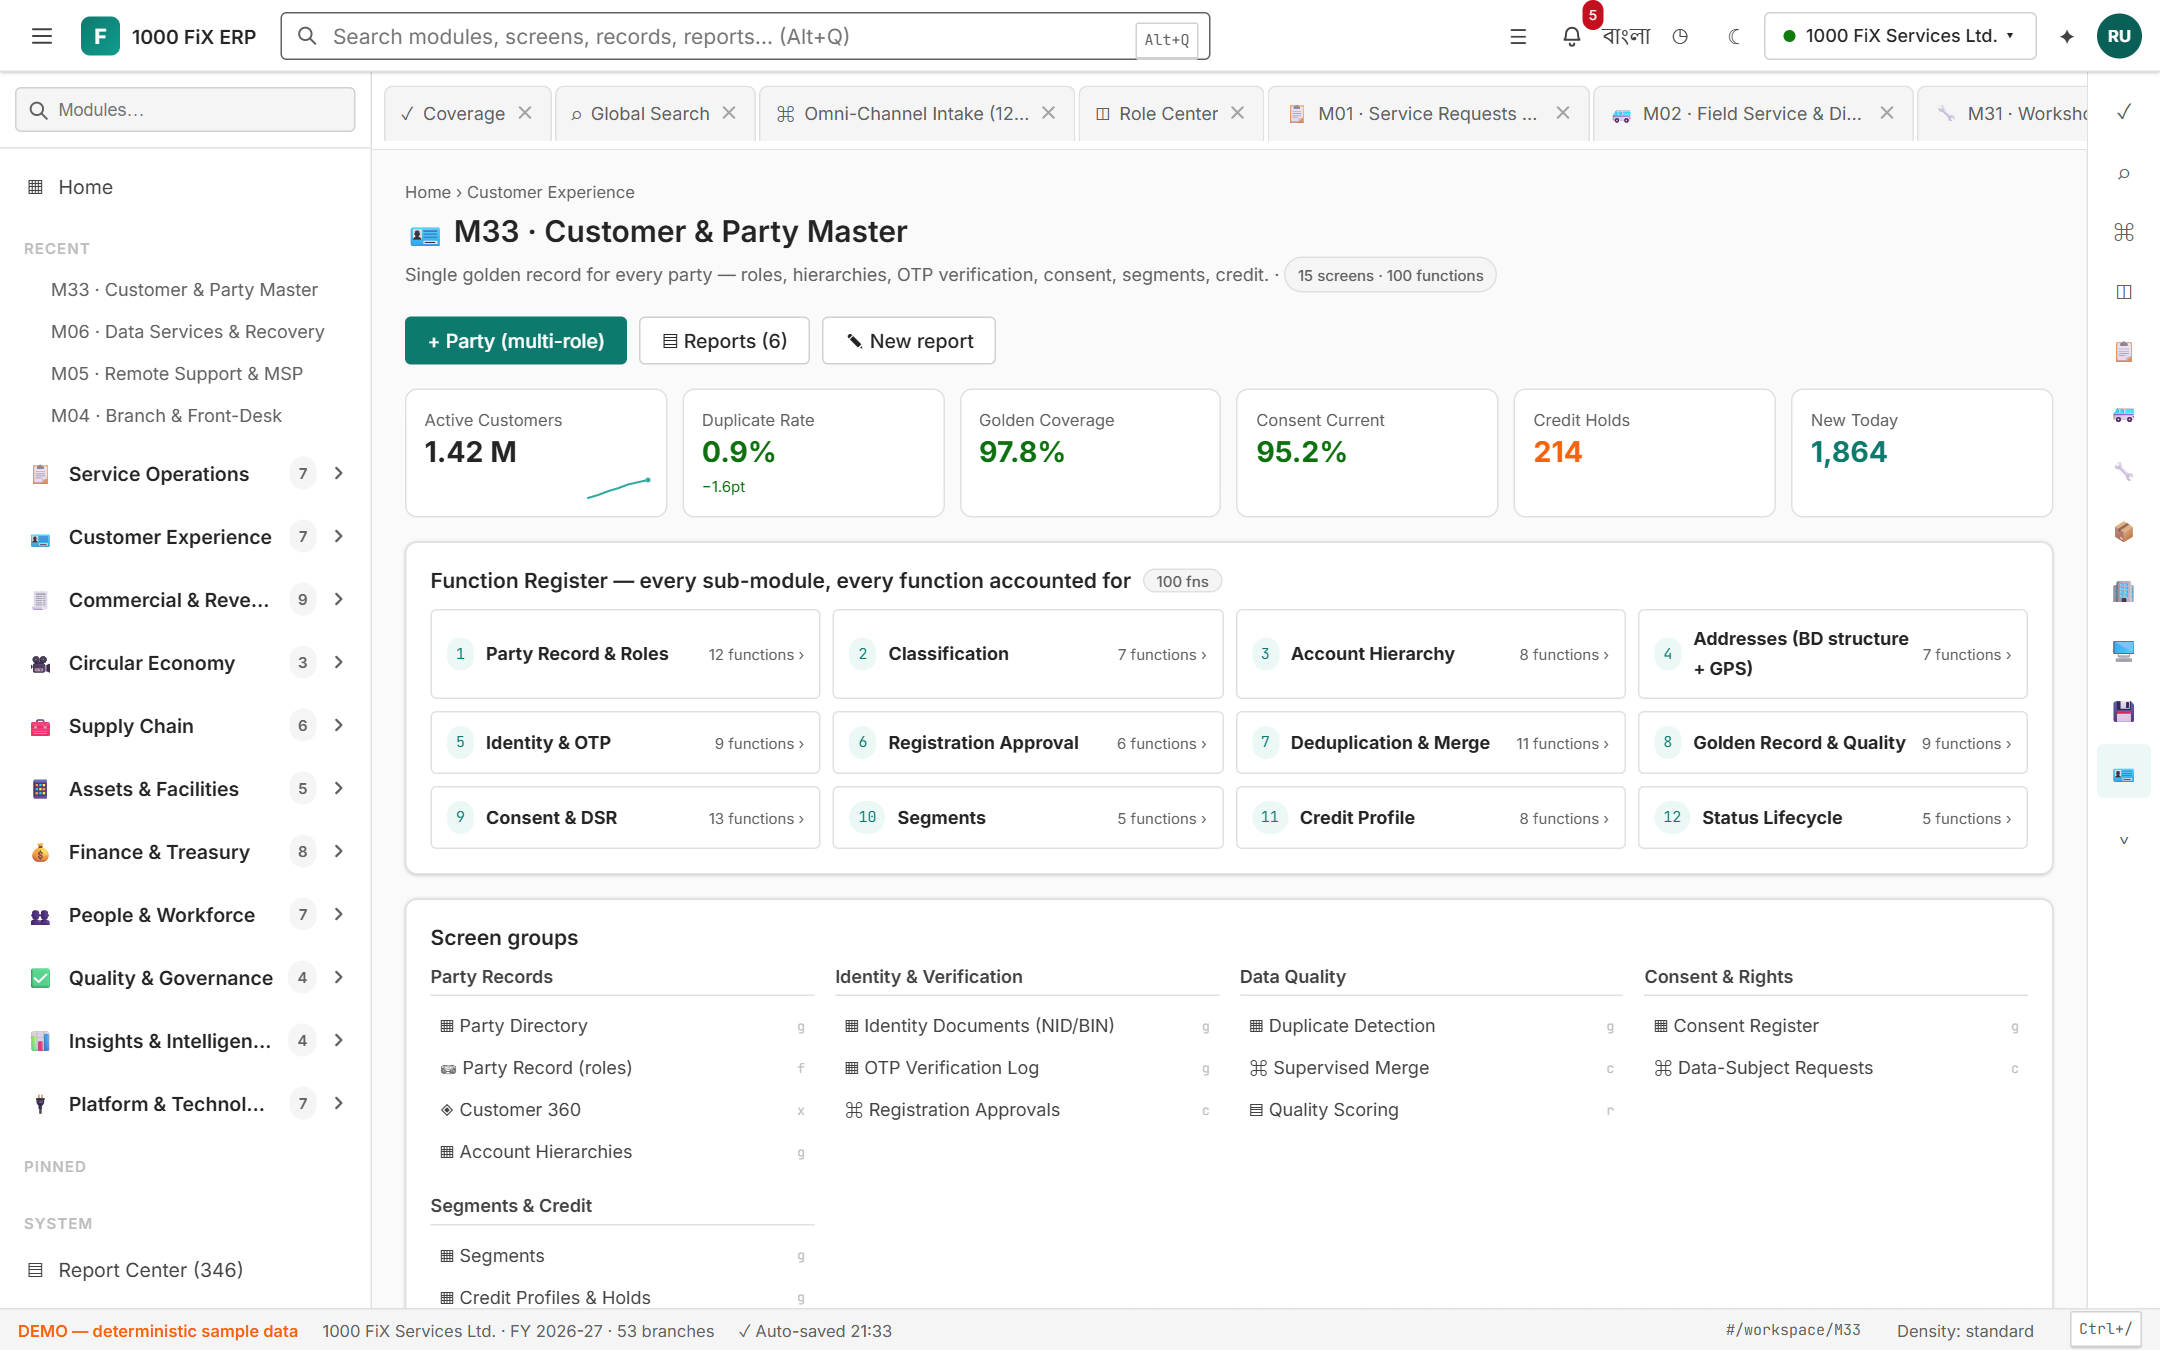 F 1000 FiX ERP
Search modules, screens, records, reports... (Alt+Q) Alt+Q
5
বাংলা
1000 FiX Services Ltd.
RU
Modules...
Home
RECENT
M33 · Customer & Party Master
M06 · Data Services & Recovery
M05 · Remote Support & MSP
M04 · Branch & Front-Desk
Service Operations 7
Customer Experience 7
Commercial & Reve... 9
Circular Economy 3
Supply Chain 6
Assets & Facilities 5
Finance & Treasury 8
People & Workforce 7
Quality & Governance 4
Insights & Intelligen... 4
Platform & Technol... 7
PINNED
SYSTEM
Report Center (346)
✓ Coverage
Global Search
Omni-Channel Intake (12...
Role Center
M01 · Service Requests ...
M02 · Field Service & Di...
M31 · Worksho
Home › Customer Experience
M33 · Customer & Party Master
Single golden record for every party — roles, hierarchies, OTP verification, consent, segments, credit. · 15 screens · 100 functions
+ Party (multi-role)
Reports (6)
New report
Active Customers
1.42 M
Duplicate Rate
0.9%
−1.6pt
Golden Coverage
97.8%
Consent Current
95.2%
Credit Holds
214
New Today
1,864
Function Register — every sub-module, every function accounted for 100 fns
1 Party Record & Roles 12 functions ›
2 Classification 7 functions ›
3 Account Hierarchy 8 functions ›
4 Addresses (BD structure + GPS) 7 functions ›
5 Identity & OTP 9 functions ›
6 Registration Approval 6 functions ›
7 Deduplication & Merge 11 functions ›
8 Golden Record & Quality 9 functions ›
9 Consent & DSR 13 functions ›
10 Segments 5 functions ›
11 Credit Profile 8 functions ›
12 Status Lifecycle 5 functions ›
Screen groups
Party Records
Party Directory g
Party Record (roles) f
Customer 360 x
Account Hierarchies g
Identity & Verification
Identity Documents (NID/BIN) g
OTP Verification Log g
Registration Approvals c
Data Quality
Duplicate Detection g
Supervised Merge c
Quality Scoring r
Consent & Rights
Consent Register g
Data-Subject Requests c
Segments & Credit
Segments g
Credit Profiles & Holds g
DEMO — deterministic sample data
1000 FiX Services Ltd. · FY 2026-27 · 53 branches
✓ Auto-saved 21:33
#/workspace/M33
Density: standard
Ctrl+/